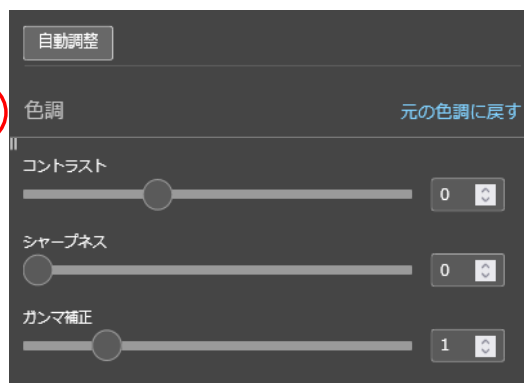 自動調整
色調
元の色調に戻す
コントラスト
0
シャープネス
0
ガンマ補正
1